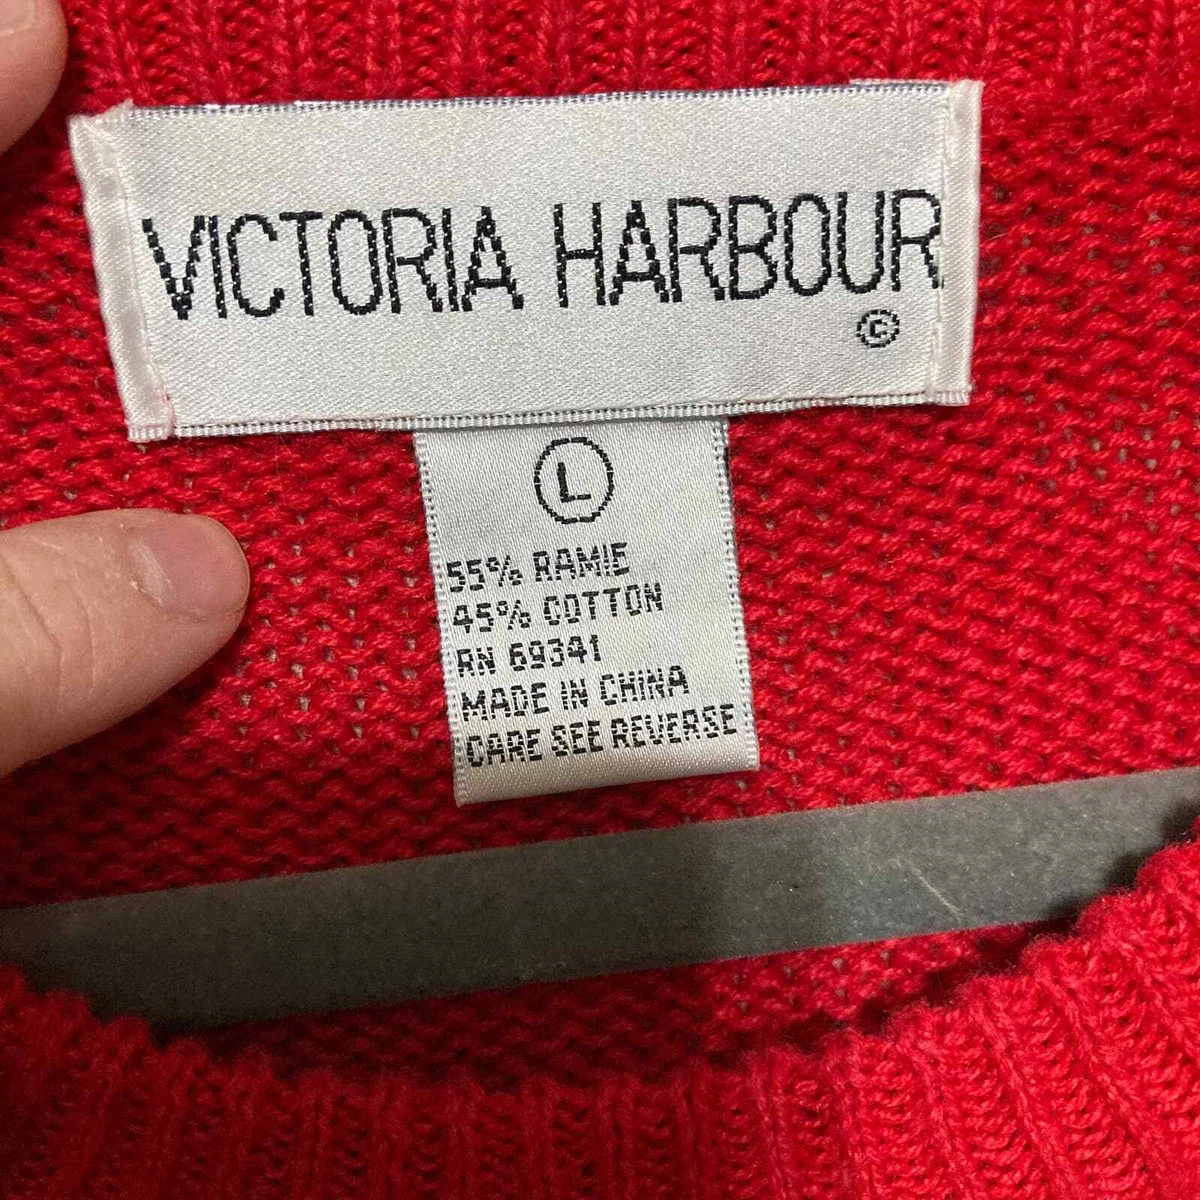 VICTORIA HARBOUR
©
L
55% RAMIE
45% COTTON
RN 69341
MADE IN CHINA
CARE SEE REVERSE